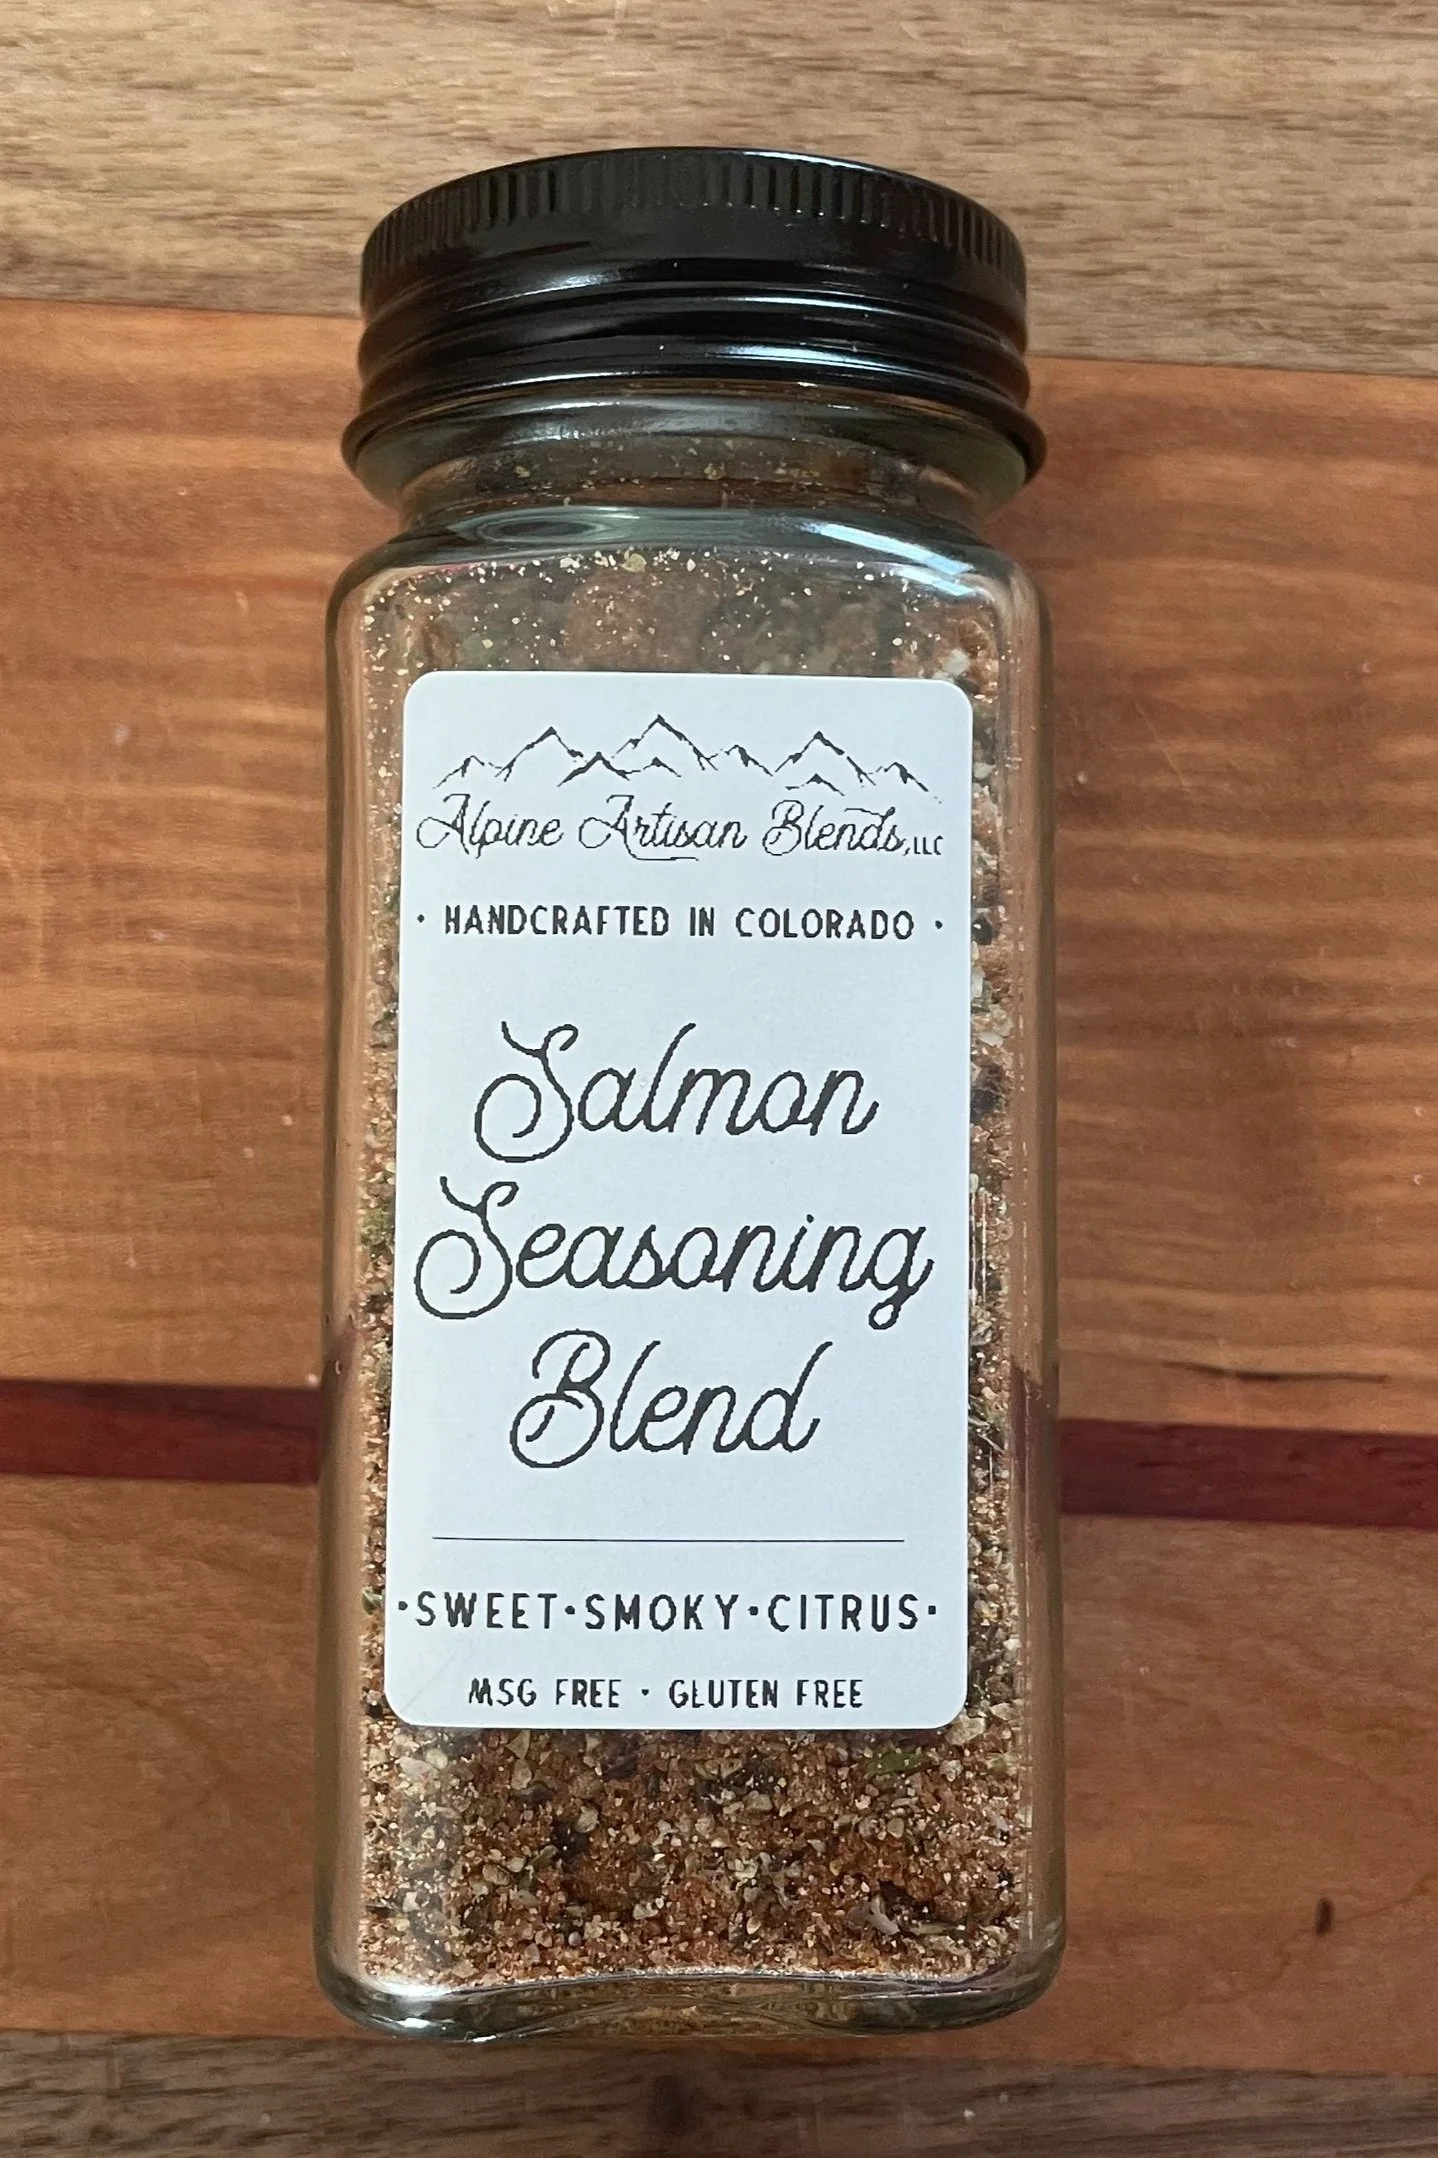 Alpine Artisan Blends, LLC
· HANDCRAFTED IN COLORADO ·
Salmon
Seasoning
Blend
·SWEET·SMOKY·CITRUS·
MSG FREE · GLUTEN FREE